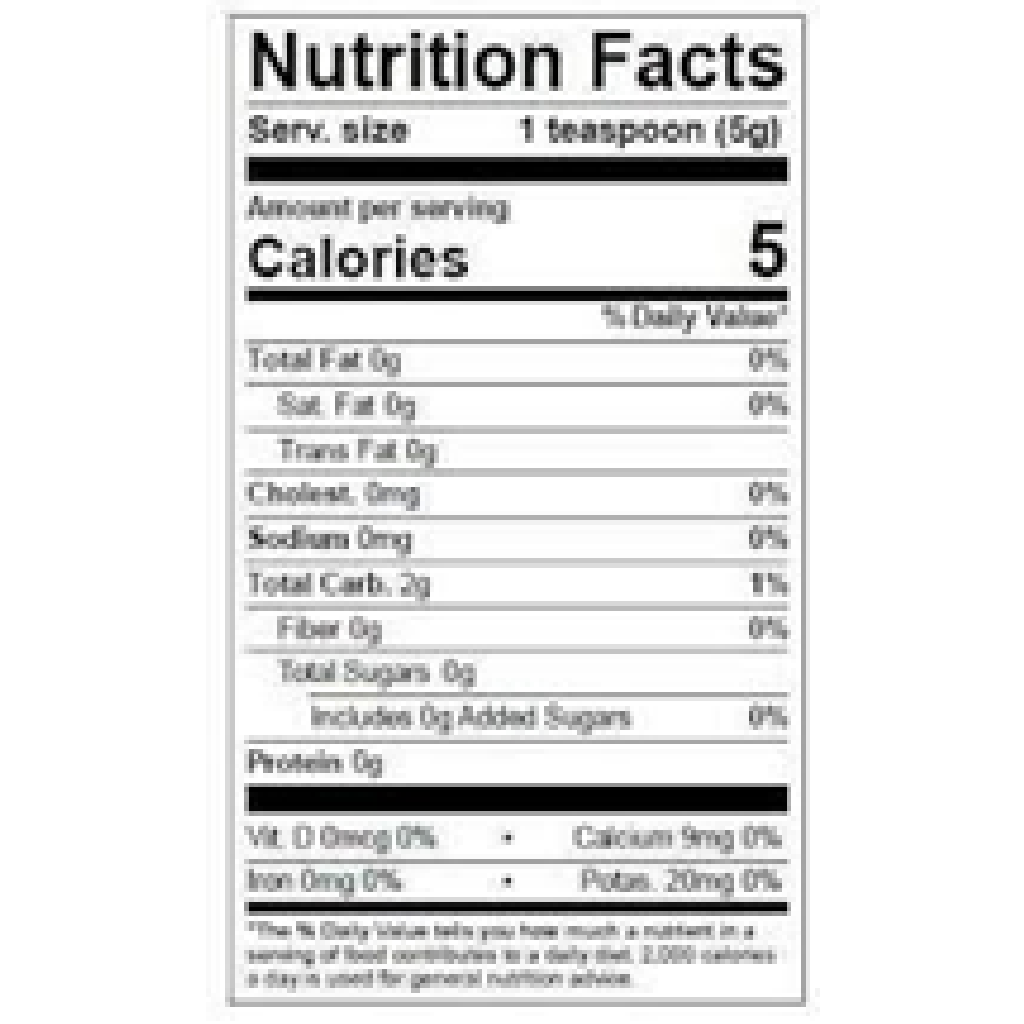 Nutrition Facts
Serv. size 1 teaspoon (5g)
Amount per serving
Calories 5
% Daily Value*
Total Fat 0g 0%
Sat. Fat 0g 0%
Trans Fat 0g
Cholest. 0mg 0%
Sodium 0mg 0%
Total Carb. 2g 1%
Fiber 0g 0%
Total Sugars 0g
Includes 0g Added Sugars 0%
Protein 0g
Vit. D 0mcg 0% • Calcium 9mg 0%
Iron 0mg 0% • Potas. 20mg 0%
*The % Daily Value tells you how much a nutrient in a
serving of food contributes to a daily diet. 2,000 calories
a day is used for general nutrition advice.